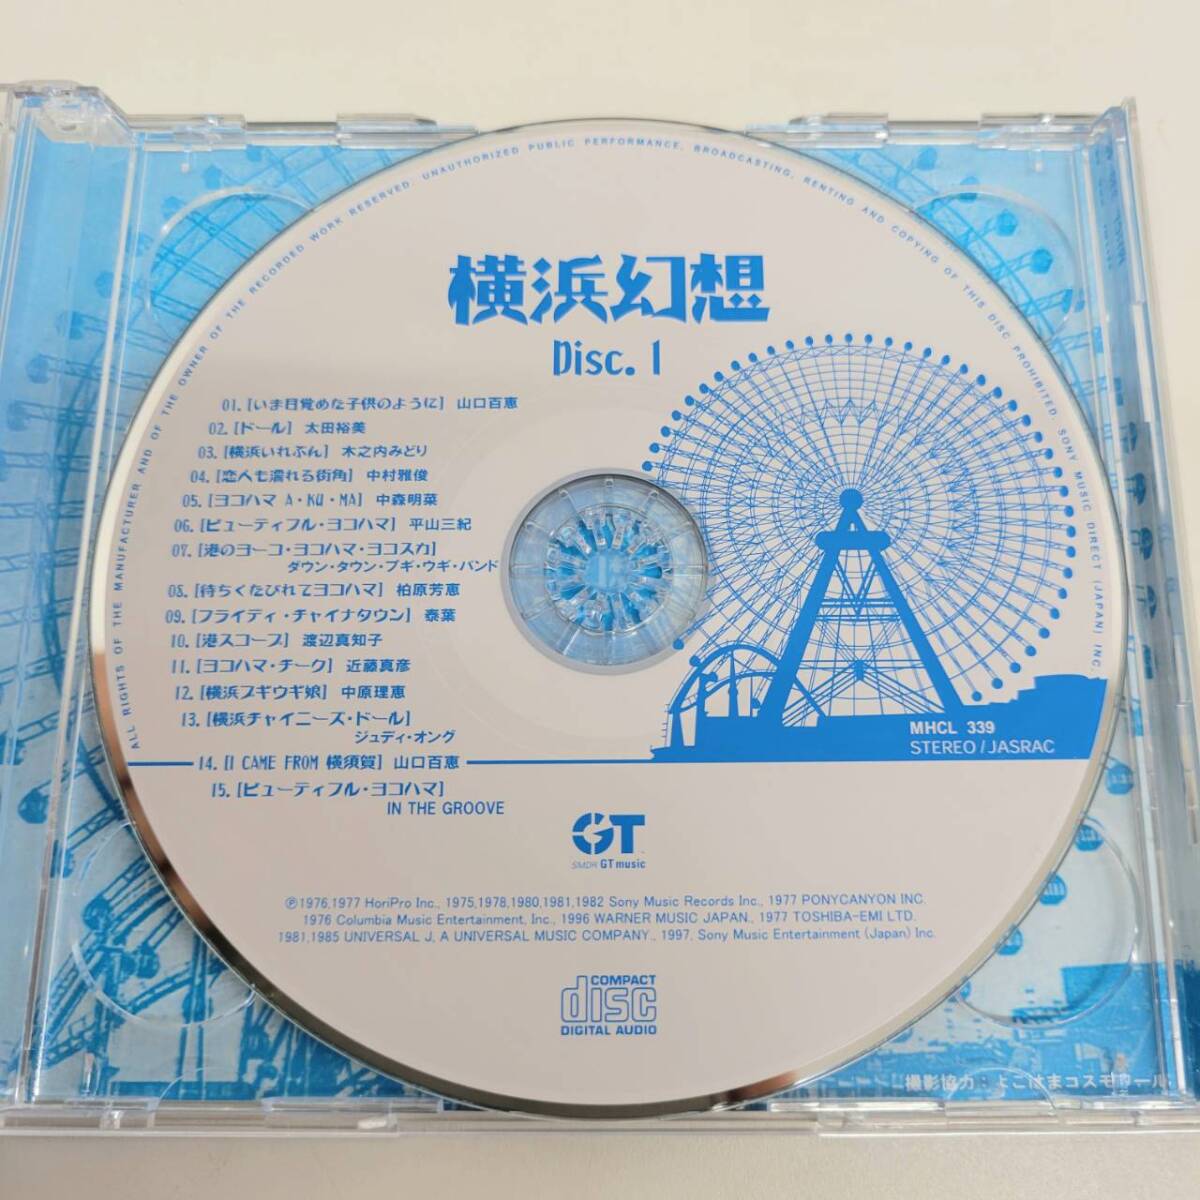 ALL RIGHTS OF THE MANUFACTURER AND OF THE OWNER OF THE RECORDED WORK RESERVED. UNAUTHORIZED PUBLIC PERFORMANCE, BROADCASTING, RENTING AND COPYING OF THIS DISC PROHIBITED. SONY MUSIC DIRECT (JAPAN) INC.
横浜幻想
Disc. 1
01. [いま目覚めた子供のように] 山口百恵
02. [ドール] 太田裕美
03. [横浜いれぶん] 木之内みどり
04. [恋人も濡れる街角] 中村雅俊
05. [ヨコハマ A・KU・MA] 中森明菜
06. [ビューティフル・ヨコハマ] 平山三紀
07. [港のヨーコ・ヨコハマ・ヨコスカ]
ダウン・タウン・ブギ・ウギ・バンド
08. [待ちくたびれてヨコハマ] 柏原芳恵
09. [フライディ・チャイナタウン] 泰葉
10. [港スコープ] 渡辺真知子
11. [ヨコハマ・チーク] 近藤真彦
12. [横浜ブギウギ娘] 中原理恵
13. [横浜チャイニーズ・ドール]
ジュディ・オング
14. [I CAME FROM 横須賀] 山口百恵
15. [ビューティフル・ヨコハマ]
IN THE GROOVE
MHCL 339
STEREO / JASRAC
GT
SMDR GT music
℗1976,1977 HoriPro Inc., 1975,1978,1980,1981,1982 Sony Music Records Inc., 1977 PONYCANYON INC.
1976 Columbia Music Entertainment, Inc., 1996 WARNER MUSIC JAPAN., 1977 TOSHIBA-EMI LTD.
1981,1985 UNIVERSAL J, A UNIVERSAL MUSIC COMPANY., 1997, Sony Music Entertainment (Japan) Inc.
COMPACT
disc
DIGITAL AUDIO
撮影協力：よこはまコスモワールド